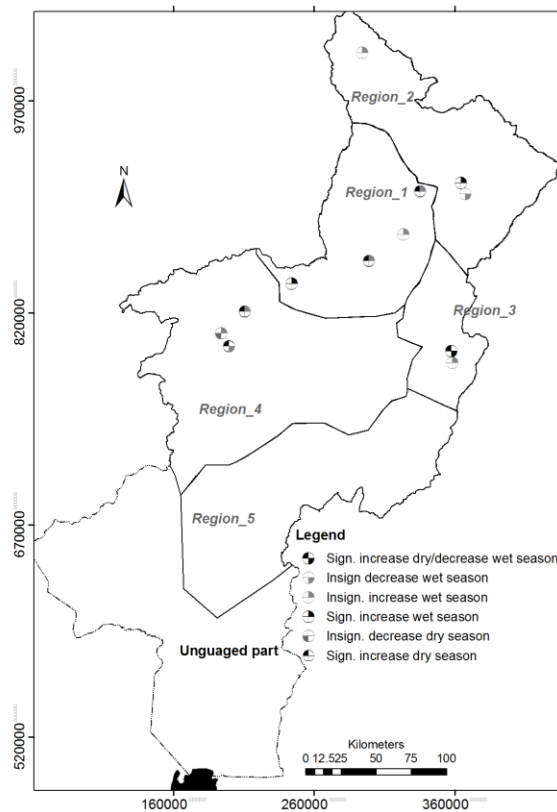 Region_2
970000
N
Region_1
Region_3
820000
Region_4
Region_5
670000
Legend
Sign. increase dry/decrease wet season
Insign decrease wet season
Insign. increase wet season
Sign. increase wet season
Insign. decrease dry season
Sign. increase dry season
Unguaged part
520000
Kilometers
0 12.525 50 75 100
160000 260000 360000